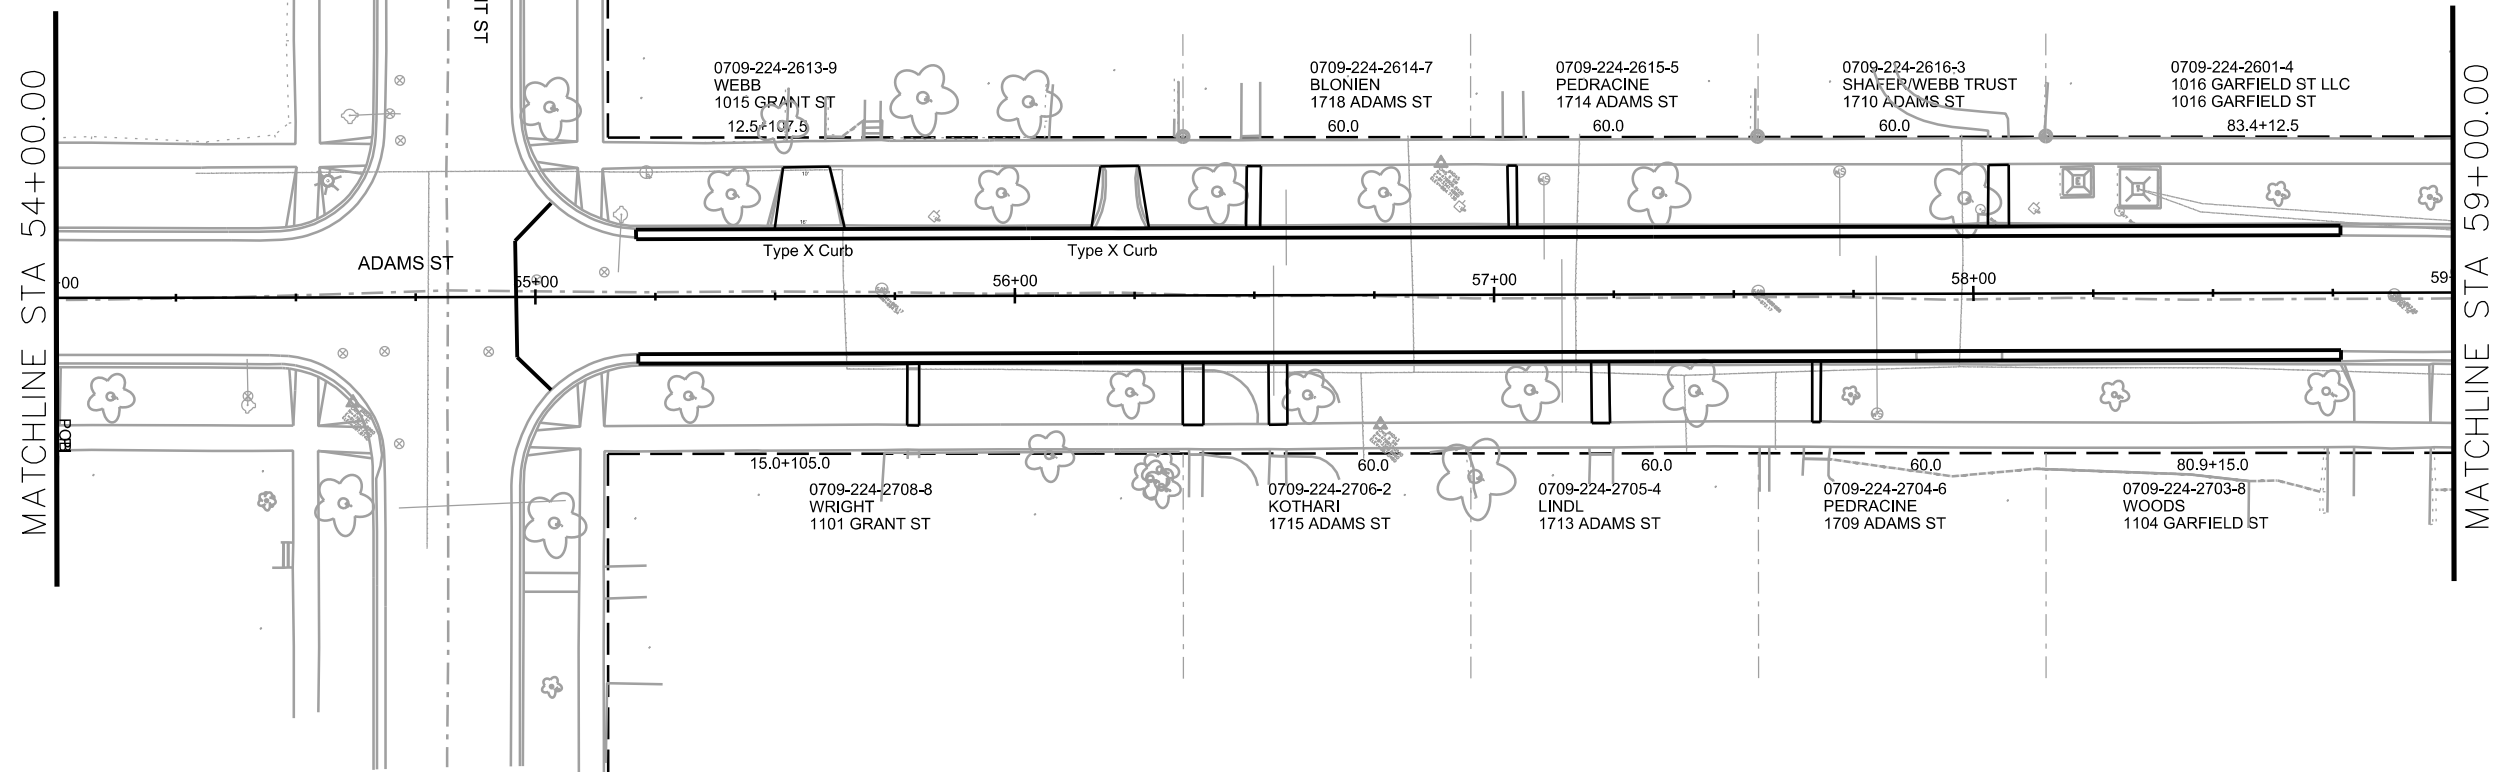 NT ST
0709-224-2613-9
WEBB
1015 GRANT ST
12.5+107.5
0709-224-2614-7
BLONIEN
1718 ADAMS ST
60.0
0709-224-2615-5
PEDRACINE
1714 ADAMS ST
60.0
0709-224-2616-3
SHAFER/WEBB TRUST
1710 ADAMS ST
60.0
0709-224-2601-4
1016 GARFIELD ST LLC
1016 GARFIELD ST
83.4+12.5
MATCHLINE STA 54+00.00
MATCHLINE STA 59+00.00
10'
16'
Type X Curb
Type X Curb
ADAMS ST
00
55+00
56+00
57+00
58+00
59
15.0+105.0
60.0
60.0
60.0
80.9+15.0
0709-224-2708-8
WRIGHT
1101 GRANT ST
0709-224-2706-2
KOTHARI
1715 ADAMS ST
0709-224-2705-4
LINDL
1713 ADAMS ST
0709-224-2704-6
PEDRACINE
1709 ADAMS ST
0709-224-2703-8
WOODS
1104 GARFIELD ST